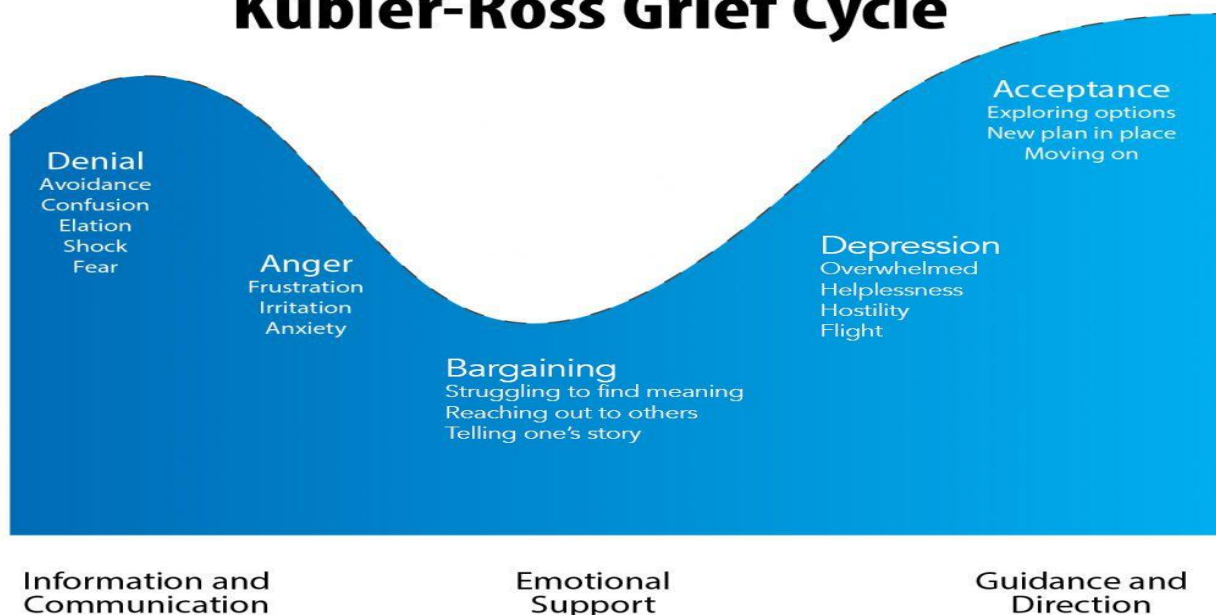 Kubler-Ross Grief Cycle
Denial
Avoidance
Confusion
Elation
Shock
Fear
Anger
Frustration
Irritation
Anxiety
Bargaining
Struggling to find meaning
Reaching out to others
Telling one's story
Depression
Overwhelmed
Helplessness
Hostility
Flight
Acceptance
Exploring options
New plan in place
Moving on
Information and
Communication
Emotional
Support
Guidance and
Direction